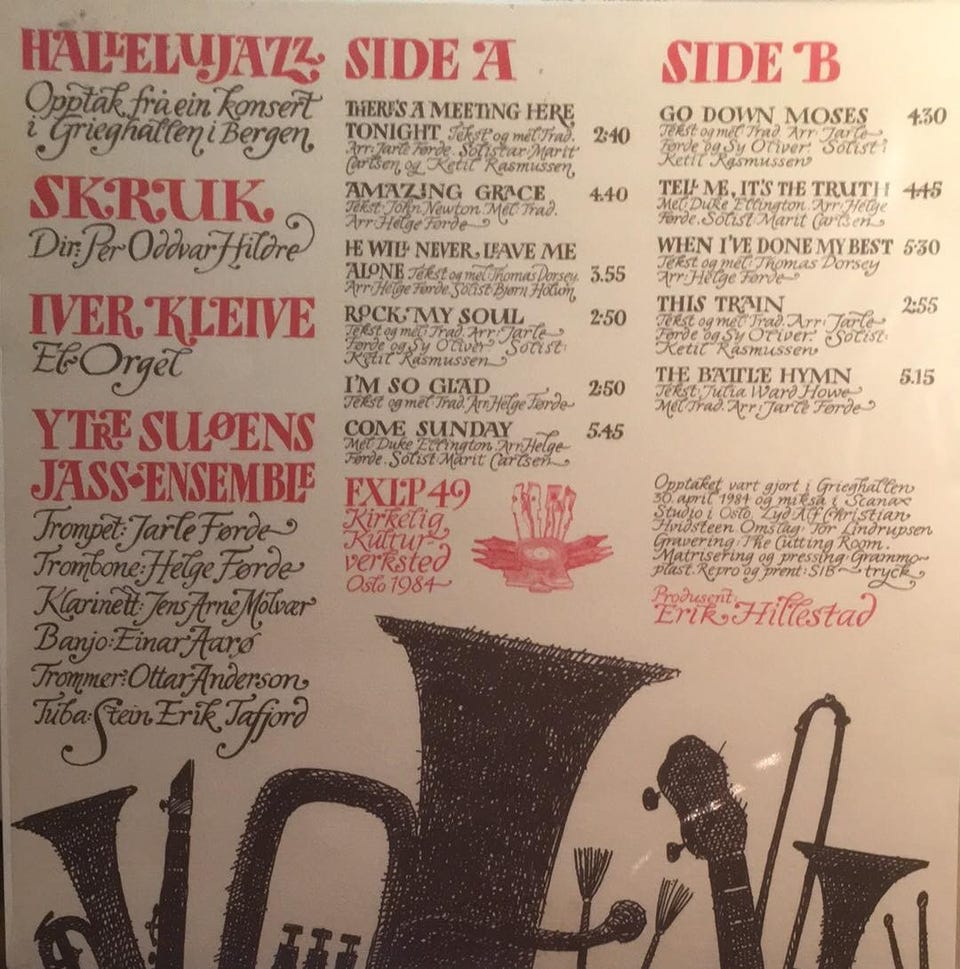 HALLELUJAZZ
Opptak frå ein konsert
i Grieghallen i Bergen
SKRUK
Dir: Per Oddvar Hildre
IVER KLEIVE
El-Orgel
YTRE SULØENS
JASS-ENSEMBLE
Trompet: Jarle Førde
Trombone: Helge Førde
Klarinett: Jens Arne Molvær
Banjo: Einar Aarø
Trommer: Ottar Anderson
Tuba: Stein Erik Tafjord
SIDE A
THERE'S A MEETING HERE
TONIGHT Tekst og mel: Trad. 2:40
Arr: Jarle Førde. Solistar: Marit
Carlsen og Ketil Rasmussen
AMAZING GRACE 4.40
Tekst: John Newton. Mel: Trad.
Arr: Helge Førde
HE WILL NEVER, LEAVE ME
ALONE Tekst og mel: Thomas Dorsey. 3.55
Arr: Helge Førde. Solist Bjørn Holum
ROCK MY SOUL 2:50
Tekst og mel: Trad. Arr: Jarle
Førde og Sy Oliver Solist:
Ketil Rasmussen
I'M SO GLAD 2:50
Tekst og mel: Trad. Arr. Helge Førde
COME SUNDAY 5.45
Mel: Duke Ellington. Arr: Helge
Førde. Solist: Marit Carlsen
FXLP 49
Kirkelig
Kultur-
verksted
Oslo 1984
SIDE B
GO DOWN MOSES 4.30
Tekst og mel: Trad. Arr: Jarle
Førde og Sy Oliver. Solist:
Ketil Rasmussen
TELL ME, IT'S THE TRUTH 4.45
Mel: Duke Ellington. Arr: Helge
Førde. Solist Marit Carlsen
WHEN I'VE DONE MY BEST 5.30
Tekst og mel: Thomas Dorsey
Arr: Helge Førde
THIS TRAIN 2:55
Tekst og mel: Trad. Arr: Jarle
Førde og Sy Oliver. Solist:
Ketil Rasmussen
THE BATTLE HYMN 5.15
Tekst: Julia Ward Howe
Mel: Trad. Arr: Jarle Førde
Opptaket vart gjort i Grieghallen
30. april 1984 og miksa i Scanax
Studio i Oslo. Lyd: Alf Christian
Hvidsteen Omslag: Tor Lindrupsen
Gravering: The Cutting Room.
Matrisering og pressing: Grammo-
plast. Repro og prent: SIB-trykk
Produsent:
Erik Hillestad